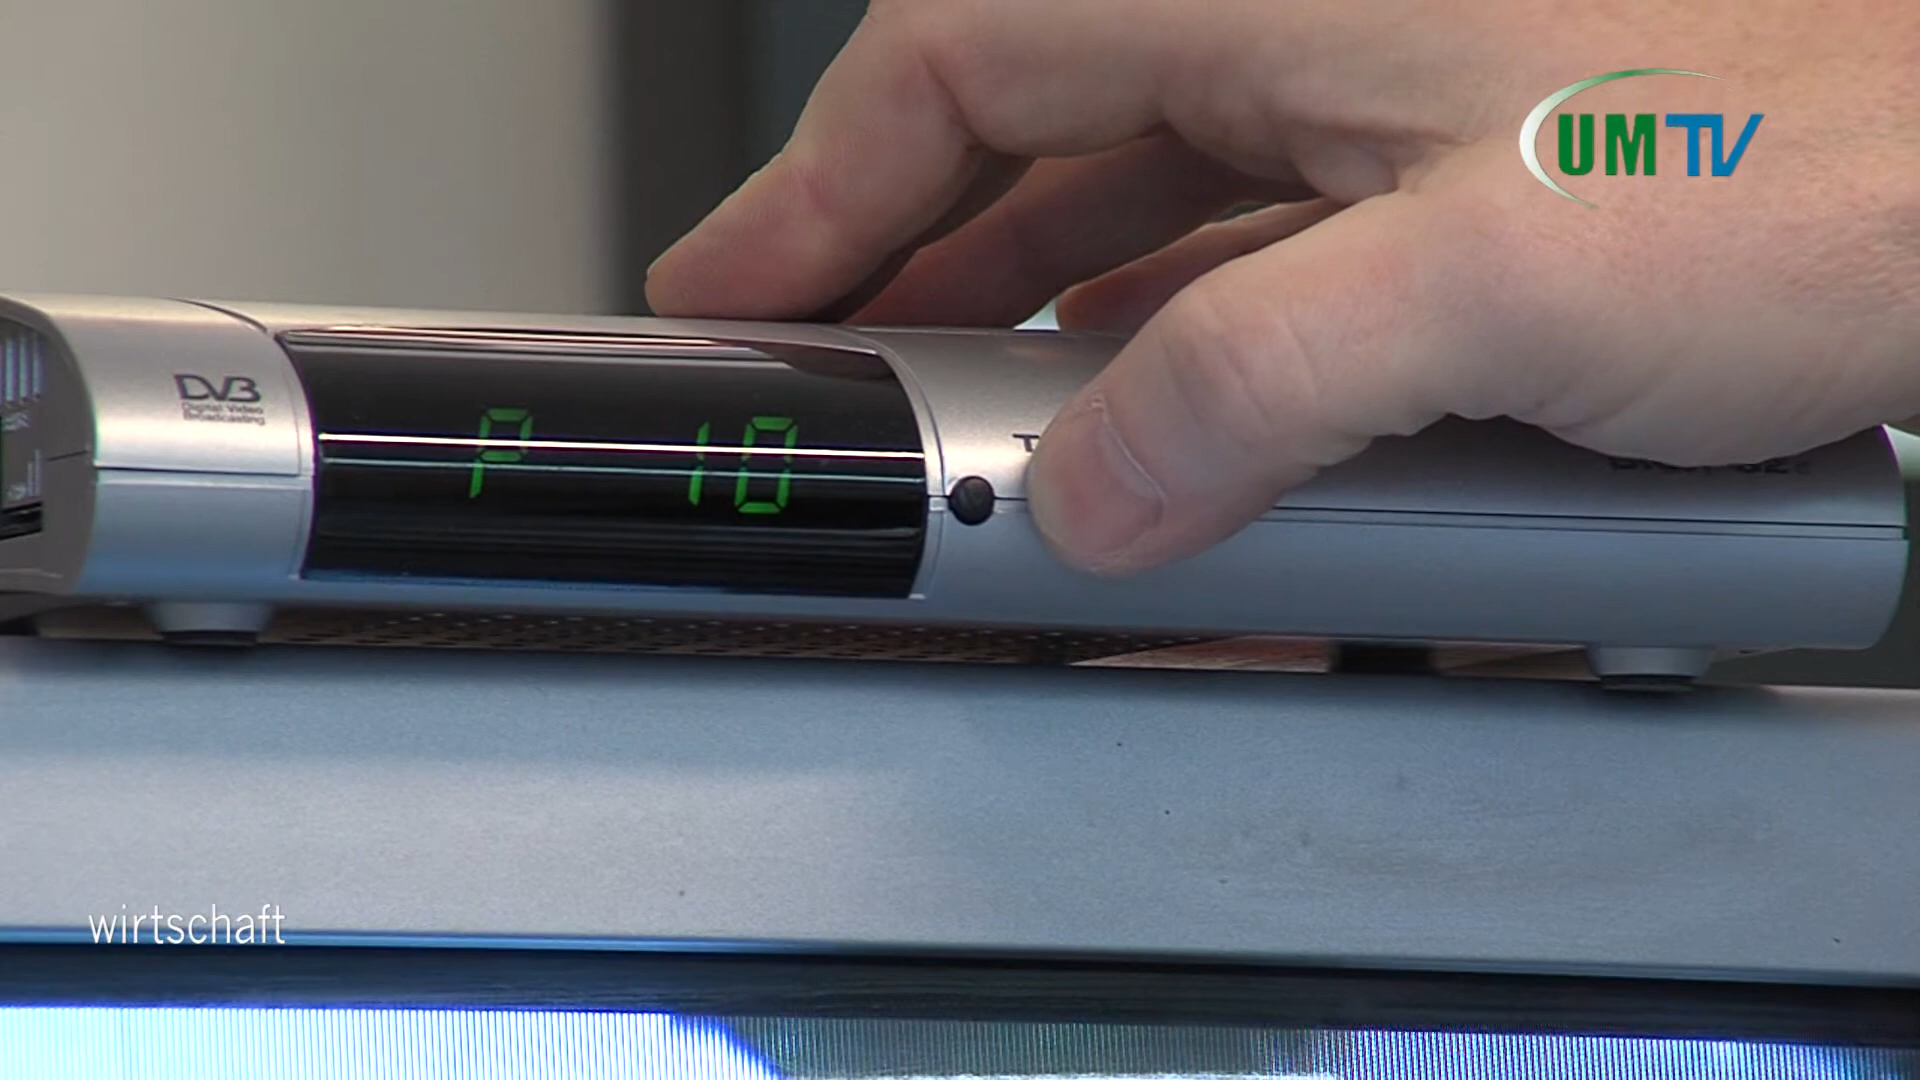 UMTV
DVB
Digital Video
Broadcasting
P 10
wirtschaft